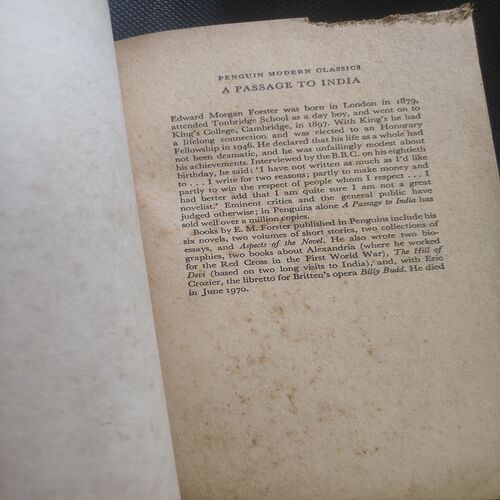 PENGUIN MODERN CLASSICS
A PASSAGE TO INDIA
Edward Morgan Forster was born in London in 1879,
attended Tonbridge School as a day boy, and went on to
King's College, Cambridge, in 1897. With King's he had
a lifelong connection and was elected to an Honorary
Fellowship in 1946. He declared that his life as a whole had
not been dramatic, and he was unfailingly modest about
his achievements. Interviewed by the B.B.C. on his eightieth
birthday, he said: 'I have not written as much as I'd like
to . . . I write for two reasons; partly to make money and
partly to win the respect of people whom I respect . . . I
had better add that I am quite sure I am not a great
novelist.' Eminent critics and the general public have
judged otherwise; in Penguins alone A Passage to India has
sold well over a million copies.
Books by E. M. Forster published in Penguins include his
six novels, two volumes of short stories, two collections of
essays, and Aspects of the Novel. He also wrote two bio-
graphies, two books about Alexandria (where he worked
for the Red Cross in the First World War), The Hill of
Devi (based on two long visits to India), and, with Eric
Crozier, the libretto for Britten's opera Billy Budd. He died
in June 1970.